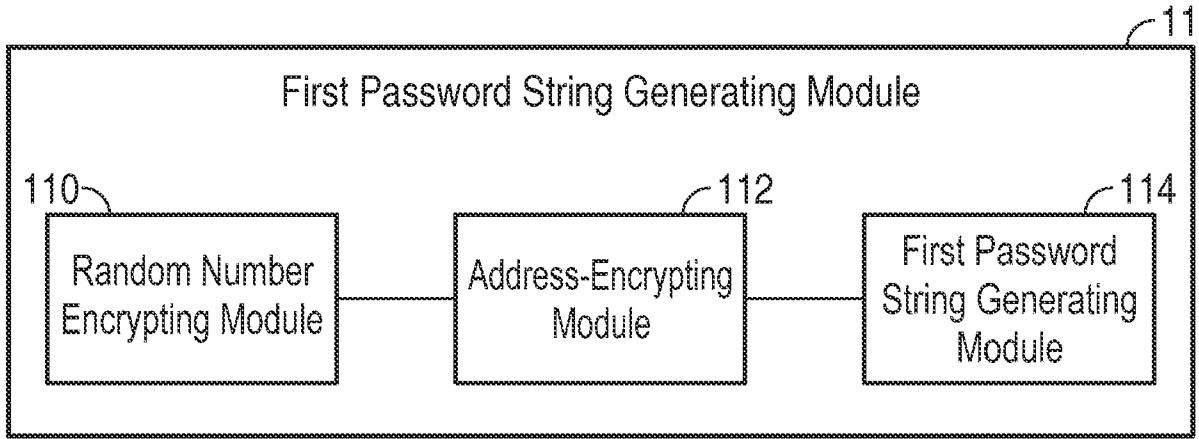 11
First Password String Generating Module
110
112
114
Random Number
Encrypting Module
Address-Encrypting
Module
First Password
String Generating
Module